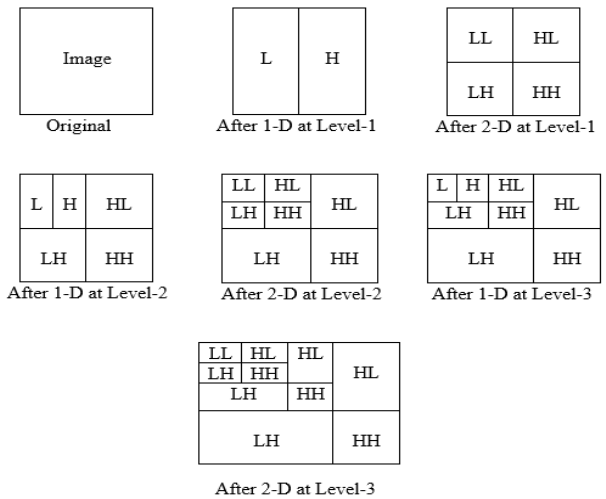 Image
L H
LL HL
LH HH
Original
After 1-D at Level-1
After 2-D at Level-1
L H HL
LH HH
LL HL
LH HH HL
LH HH
L H HL
LH HH HL
LH HH
After 1-D at Level-2
After 2-D at Level-2
After 1-D at Level-3
LL HL HL
LH HH HL
LH HH
LH HH
After 2-D at Level-3